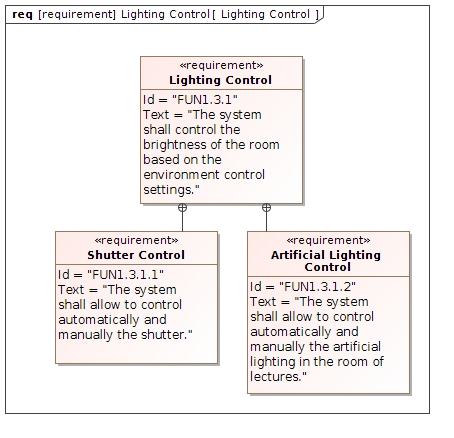 req [requirement] Lighting Control[ Lighting Control ]
«requirement»
Lighting Control
Id = "FUN1.3.1"
Text = "The system
shall control the
brightness of the room
based on the
environment control
settings."
«requirement»
Shutter Control
Id = "FUN1.3.1.1"
Text = "The system
shall allow to control
automatically and
manually the shutter."
«requirement»
Artificial Lighting
Control
Id = "FUN1.3.1.2"
Text = "The system
shall allow to control
automatically and
manually the artificial
lighting in the room of
lectures."